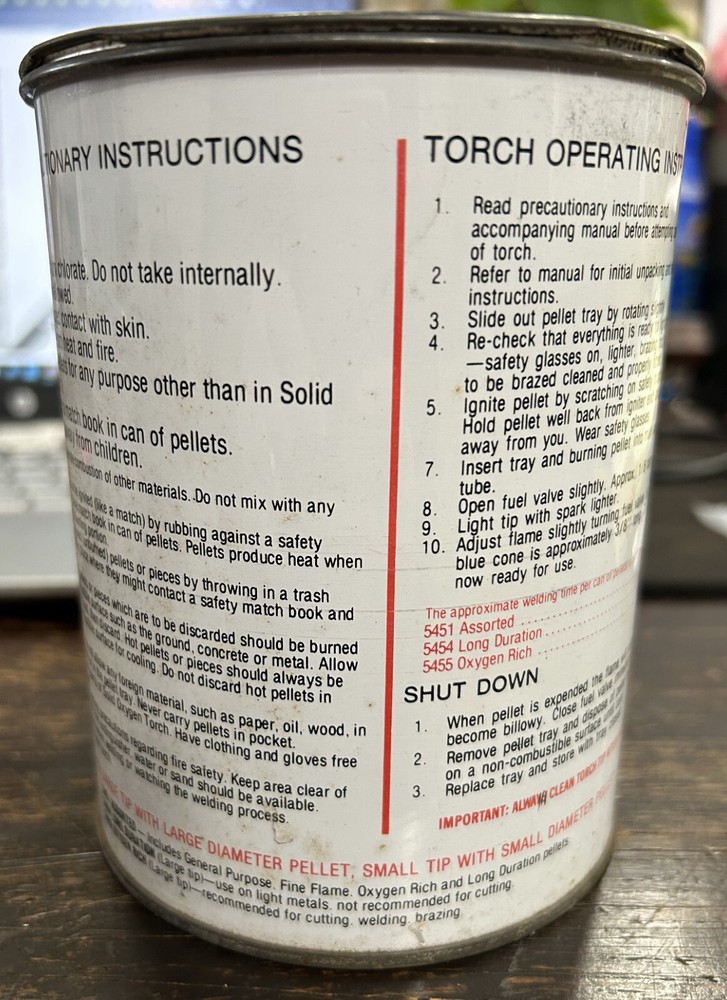 INSTRUCTIONS
chlorate. Do not take internally.
contact with skin.
heat and fire.
for any purpose other than in Solid
match book in can of pellets.
from children.
combustion of other materials. Do not mix with any
(like a match) by rubbing against a safety
book in can of pellets. Pellets produce heat when
pellets or pieces by throwing in a trash
where they might contact a safety match book and
or pieces which are to be discarded should be burned
surface such as the ground, concrete or metal. Allow
Hot pellets or pieces should always be
surface for cooling. Do not discard hot pellets in
any foreign material, such as paper, oil, wood, in
pellet tray. Never carry pellets in pocket.
Solid Oxygen Torch. Have clothing and gloves free
regarding fire safety. Keep area clear of
water or sand should be available.
or watching the welding process.
TORCH OPERATING
1. Read precautionary instructions and
accompanying manual before
of torch.
2. Refer to manual for initial unpacking
instructions.
3. Slide out pellet tray by rotating
4. Re-check that everything is ready
—safety glasses on, lighter,
to be brazed cleaned and
5. Ignite pellet by scratching on
Hold pellet well back from igniter
away from you. Wear safety glasses
7. Insert tray and burning pellet
tube.
8. Open fuel valve slightly. Approx.
9. Light tip with spark lighter.
10. Adjust flame slightly turning fuel
blue cone is approximately 3/8"
now ready for use.
The approximate welding time per can of
5451 Assorted
5454 Long Duration
5455 Oxygen Rich
SHUT DOWN
1. When pellet is expended the flame
become billowy. Close fuel valve
2. Remove pellet tray and dispose
on a non-combustible surface
3. Replace tray and store with
IMPORTANT: ALWAYS CLEAN TORCH TIP
TIP WITH LARGE DIAMETER PELLET, SMALL TIP WITH SMALL DIAMETER
—Includes General Purpose, Fine Flame, Oxygen Rich and Long Duration pellets.
(Large tip)—use on light metals, not recommended for cutting.
(Large tip)—recommended for cutting, welding, brazing.